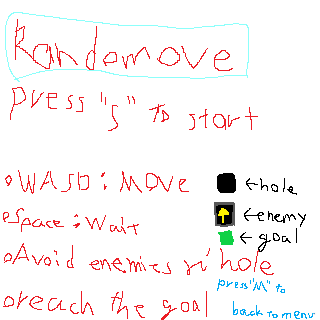 Randomove
press "S" to start
WASD : MOVE
←hole
Space : Wait
←enemy
←goal
Avoid enemies n' hole
press "M" to
reach the goal
back to menu